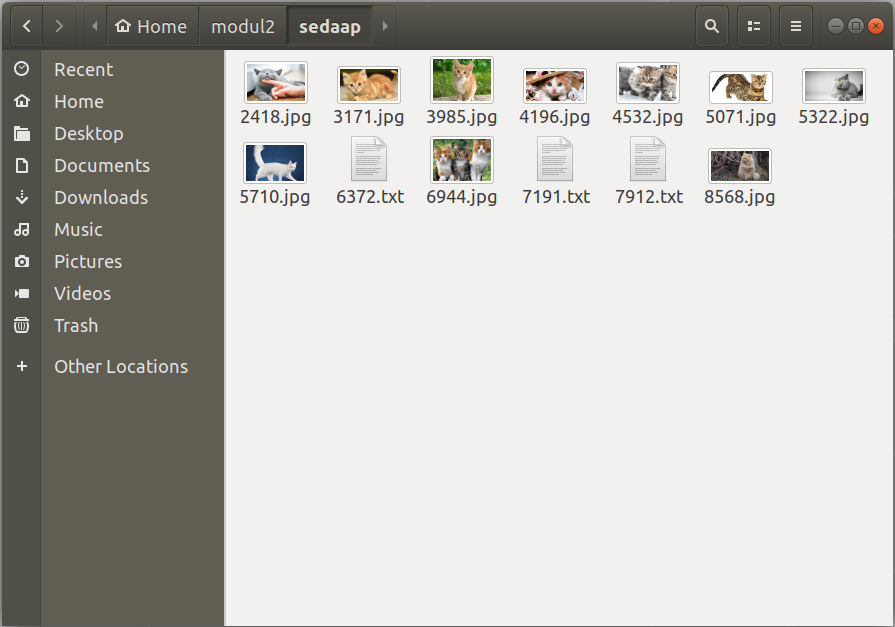 Home modul2 sedaap
Recent
Home
Desktop
Documents
Downloads
Music
Pictures
Videos
Trash
Other Locations
2418.jpg 3171.jpg 3985.jpg 4196.jpg 4532.jpg 5071.jpg 5322.jpg
5710.jpg 6372.txt 6944.jpg 7191.txt 7912.txt 8568.jpg